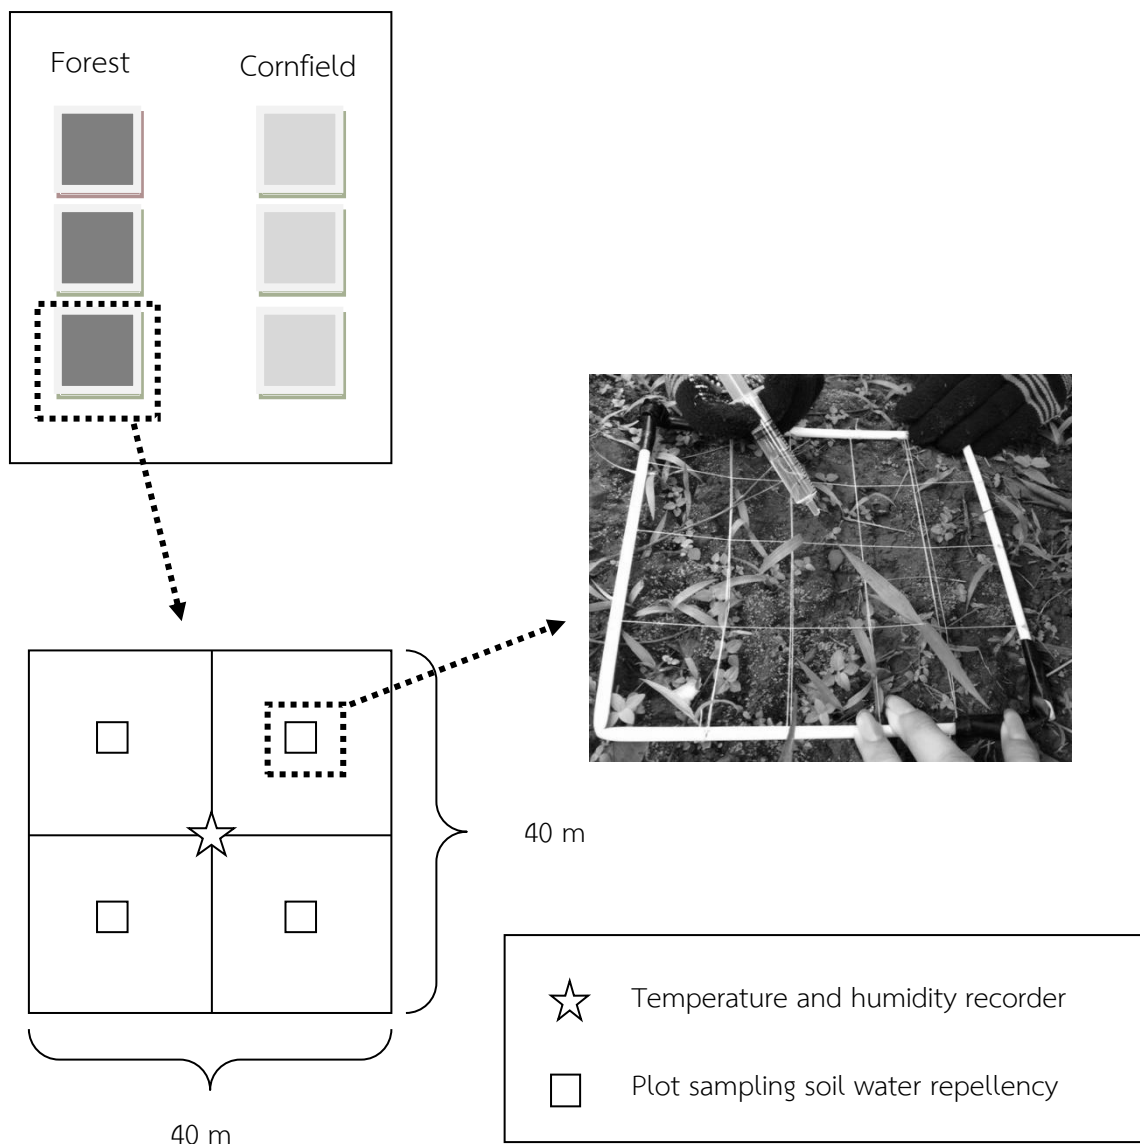 Forest
Cornfield
40 m
40 m
Temperature and humidity recorder
Plot sampling soil water repellency